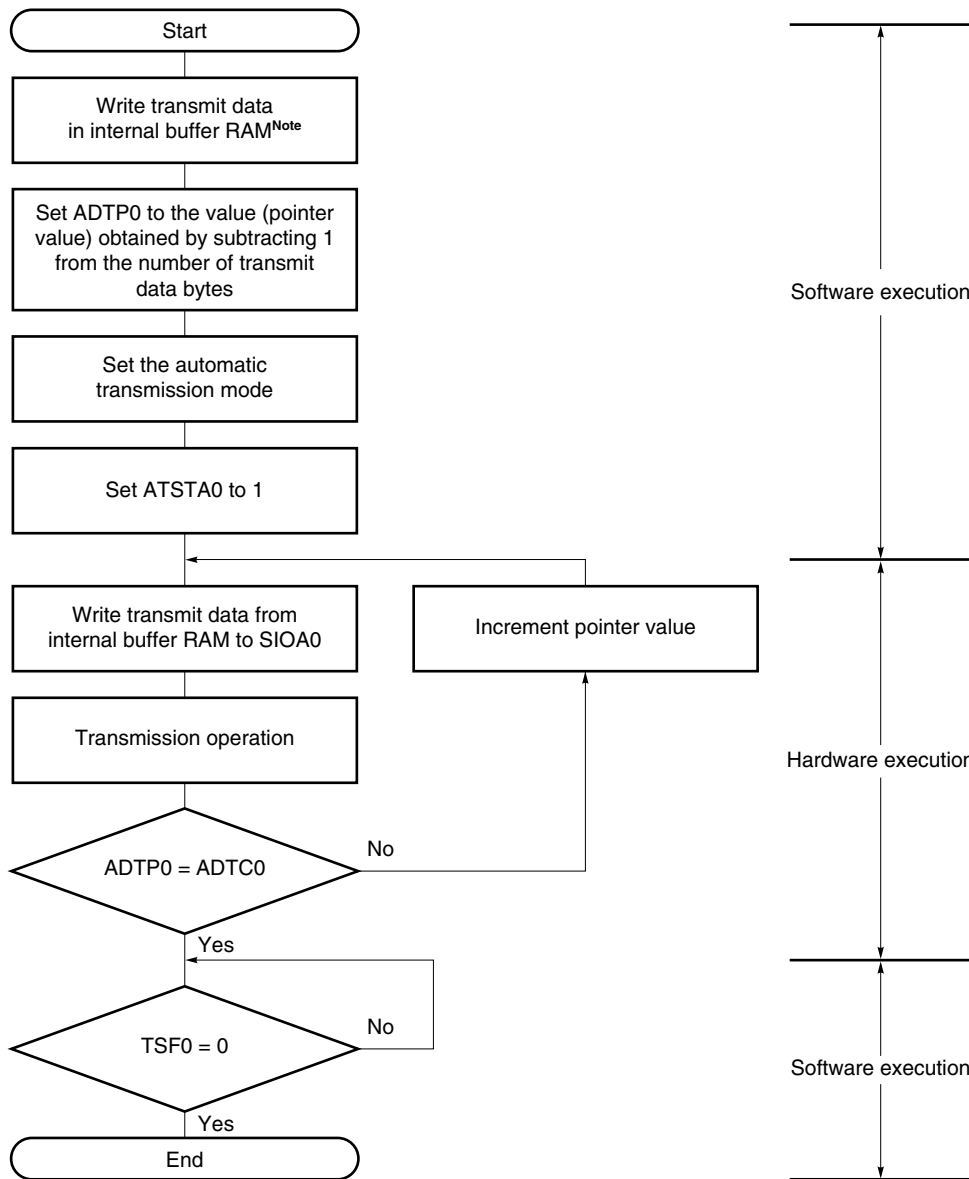 Start
Write transmit data
in internal buffer RAMNote
Set ADTP0 to the value (pointer
value) obtained by subtracting 1
from the number of transmit
data bytes
Software execution
Set the automatic
transmission mode
Set ATSTA0 to 1
Write transmit data from
internal buffer RAM to SIOA0
Increment pointer value
Transmission operation
Hardware execution
ADTP0 = ADTC0
No
Yes
TSF0 = 0
No
Software execution
Yes
End